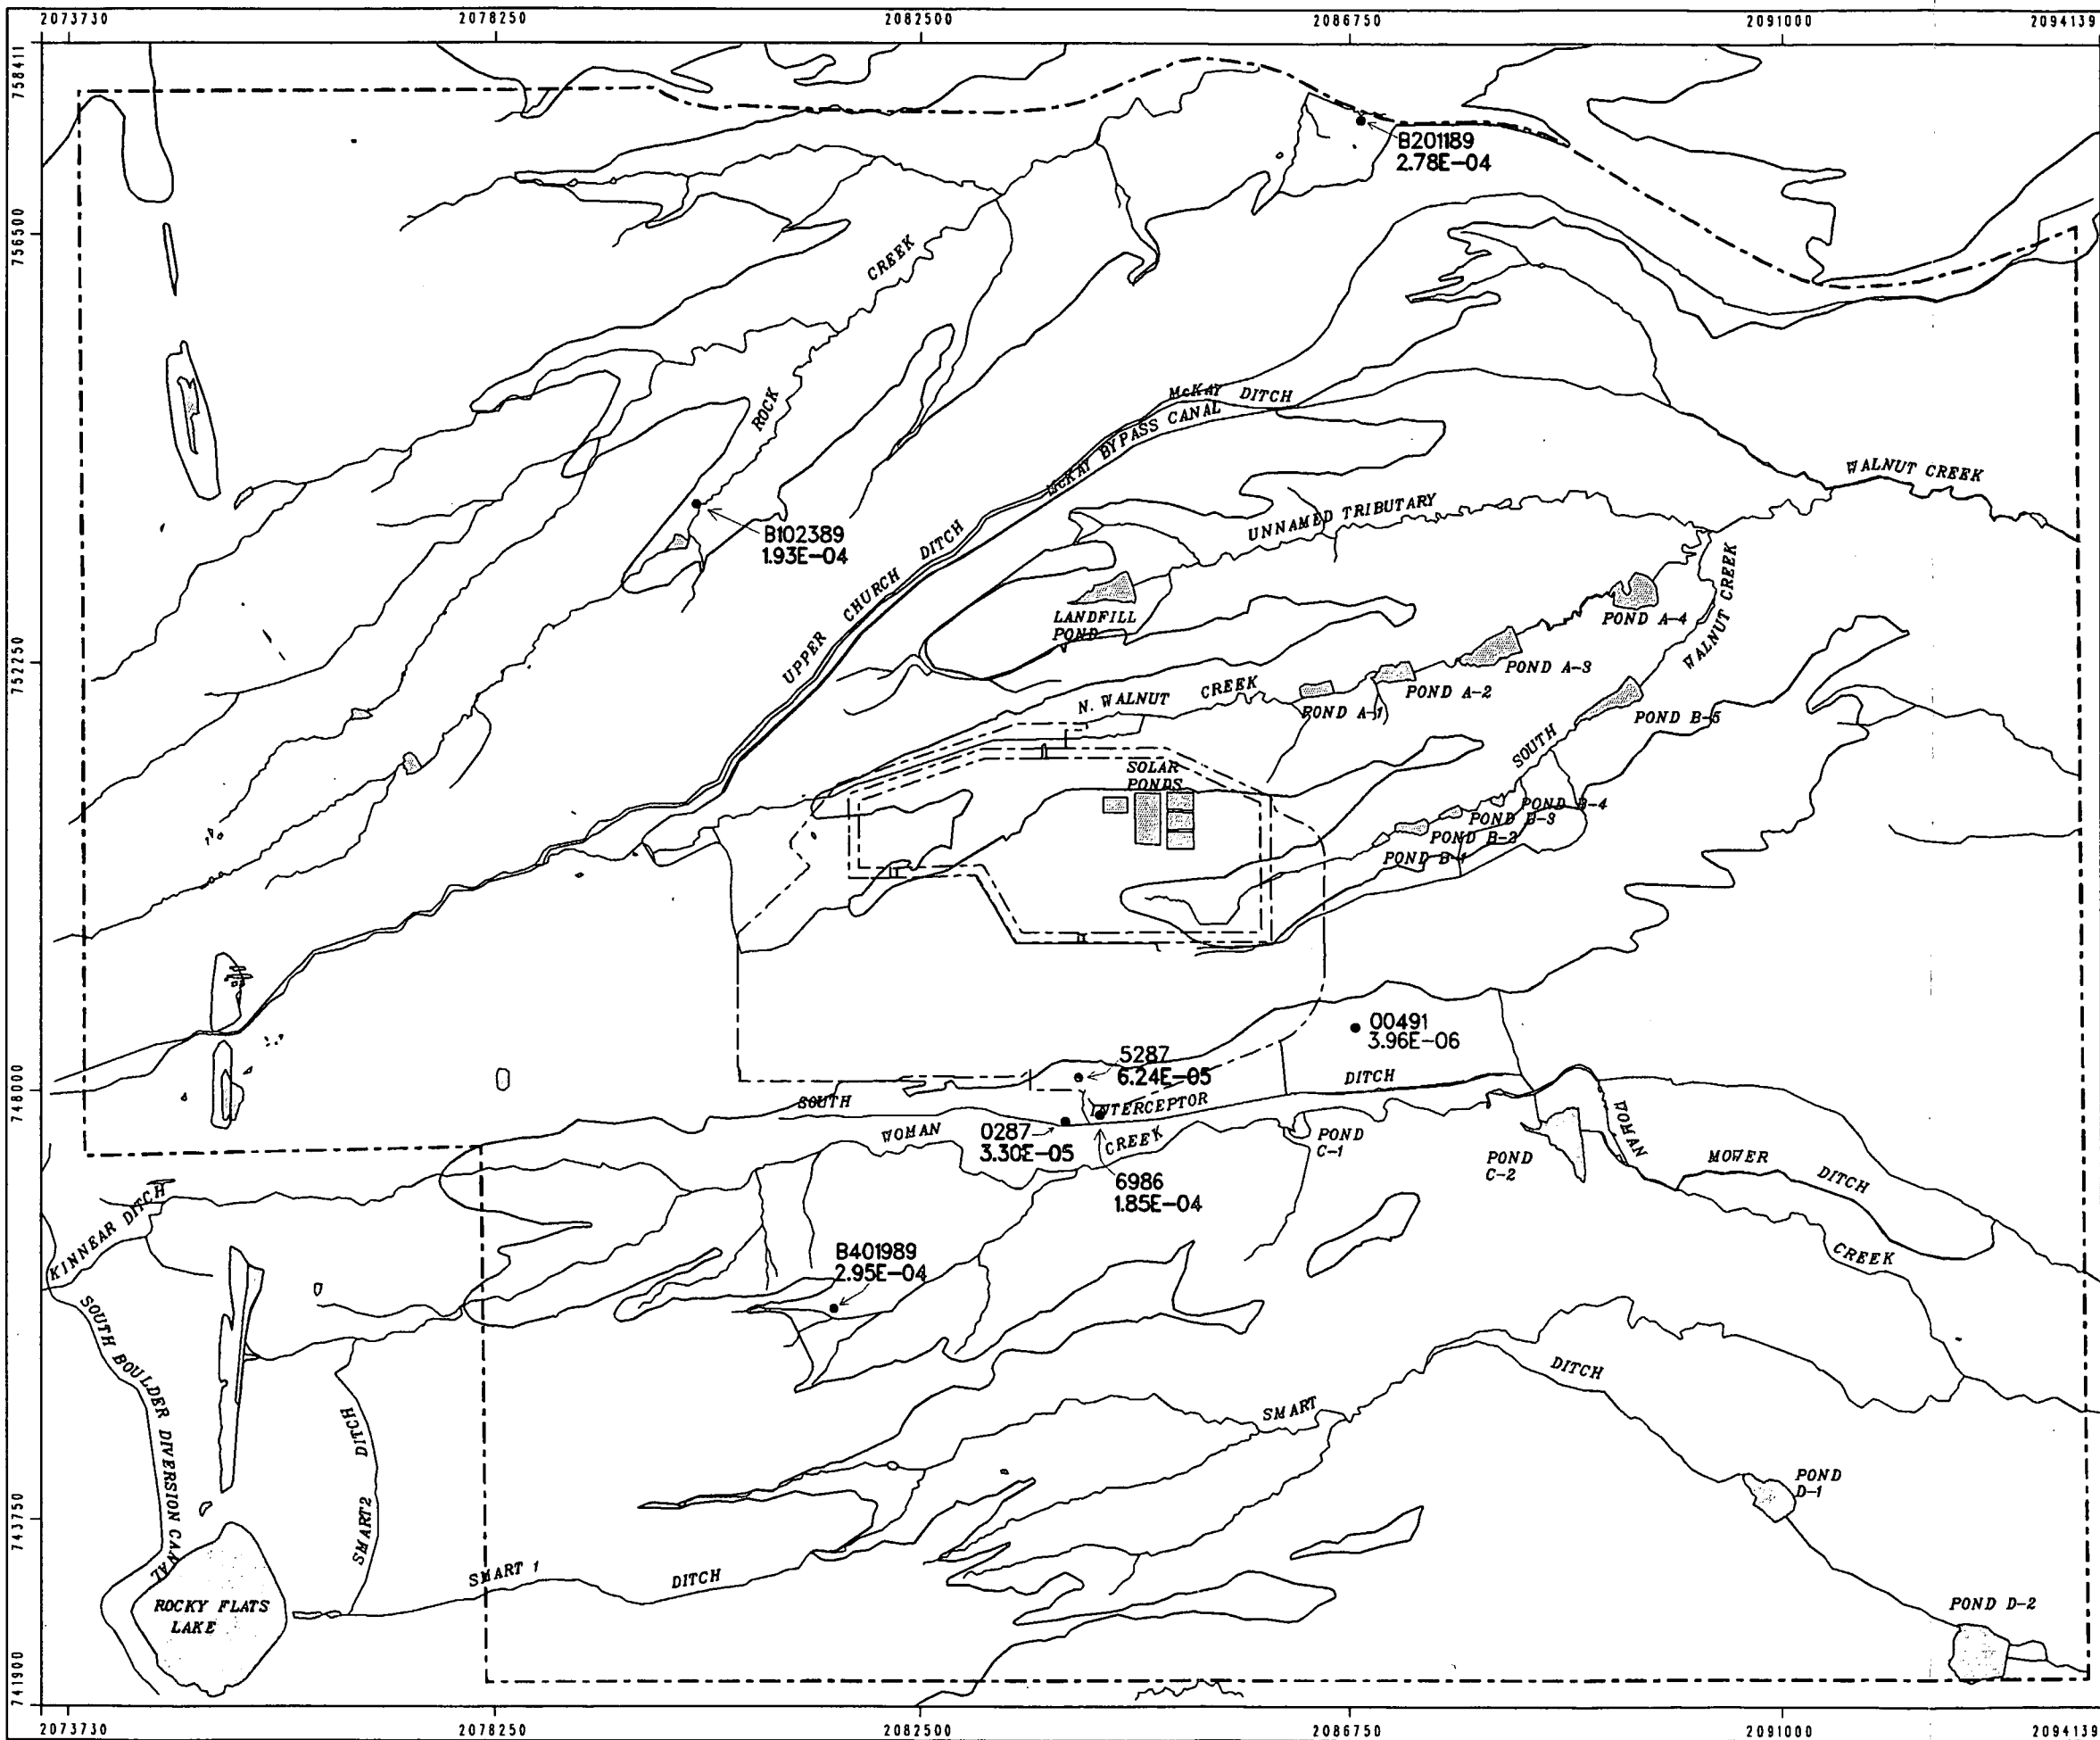 2073730
2078250
2082500
2086750
2091000
2094139
758411
756500
752250
748000
743750
741900
B201189
2.78E-04
CREEK
ROCK
McKAY DITCH
McKAY BYPASS CANAL
WALNUT CREEK
UNNAMED TRIBUTARY
B102389
1.93E-04
UPPER CHURCH DITCH
LANDFILL
POND
WALNUT CREEK
POND A-4
POND A-3
POND A-2
POND A-1
N. WALNUT CREEK
POND B-5
SOUTH
SOLAR
PONDS
POND B-4
POND B-3
POND B-2
POND B-1
00491
3.96E-06
5287
6.24E-05
DITCH
SOUTH
INTERCEPTOR
WOMAN
0287
3.30E-05
CREEK
POND
C-1
POND
C-2
WOMAN
MOWER
DITCH
6986
1.85E-04
KINNEAR DITCH
B401989
2.95E-04
CREEK
SOUTH BOULDER DIVERSION CANAL
DITCH
SMART2
DITCH
SMART
POND
D-1
SMART 1
DITCH
ROCKY FLATS
LAKE
POND D-2
2073730
2078250
2082500
2086750
2091000
2094139